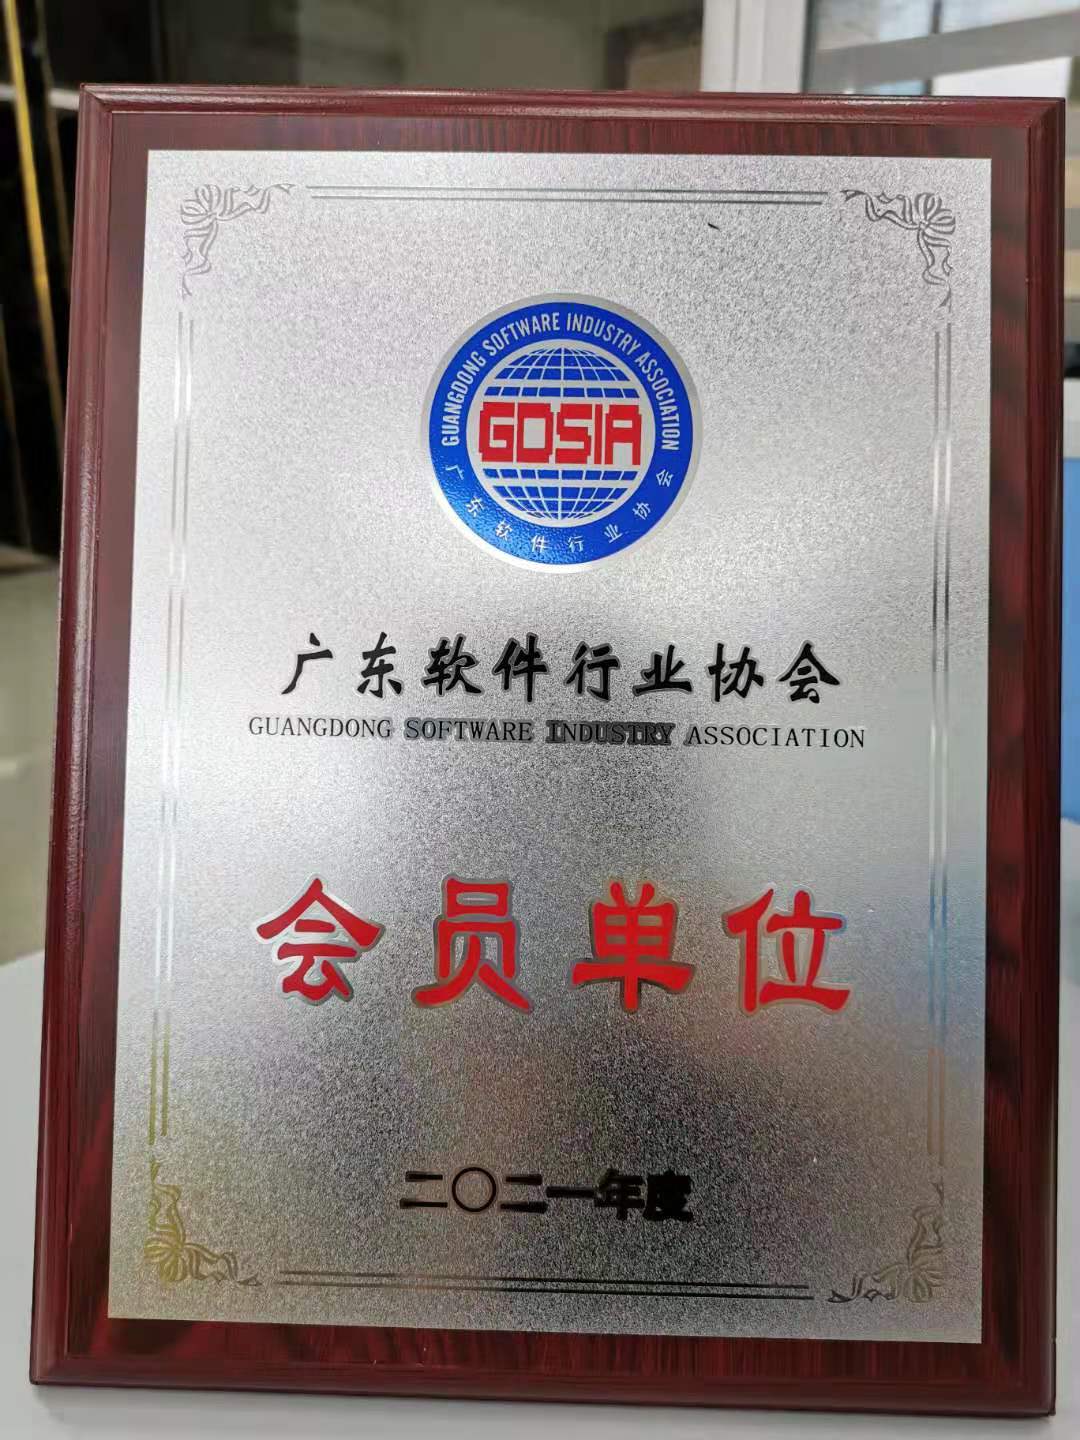 GUANGDONG SOFTWARE INDUSTRY ASSOCIATION
GDSIA
广东软件行业协会
广东软件行业协会
GUANGDONG SOFTWARE INDUSTRY ASSOCIATION
会员单位
二〇二一年度